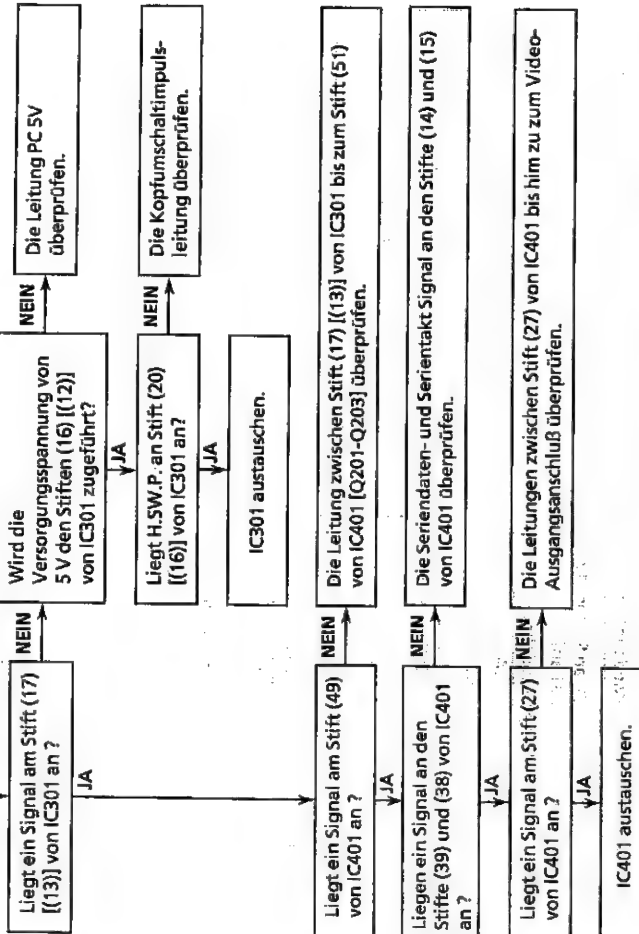 Liegt ein Signal am Stift (17)
[(13)] von IC301 an ?
NEIN
JA
Wird die
Versorgungsspannung von
5 V den Stiften (16) [(12)]
von IC301 zugeführt?
NEIN
JA
Die Leitung PC 5V
überprüfen.
Liegt H.SW.P. an Stift (20)
[(16)] von IC301 an?
NEIN
JA
Die Kopfumschaltimpuls-
leitung überprüfen.
IC301 austauschen.
Liegt ein Signal am Stift (49)
von IC401 an ?
NEIN
JA
Die Leitung zwischen Stift (17) [(13)] von IC301 bis zum Stift (51)
von IC401 [Q201-Q203] überprüfen.
Liegen ein Signal an den
Stifte (39) und (38) von IC401
an ?
NEIN
JA
Die Seriendaten- und Serientakt Signal an den Stifte (14) und (15)
von IC401 überprüfen.
Liegt ein Signal am Stift (27)
von IC401 an ?
NEIN
JA
Die Leitungen zwischen Stift (27) von IC401 bis him zu zum Video-
Ausgangsanschluß überprüfen.
IC401 austauschen.